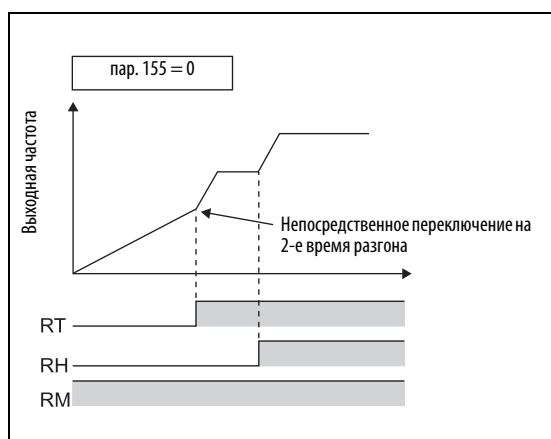 пар. 155 = 0
Выходная частота
Непосредственное переключение на
2-е время разгона
RT
RH
RM